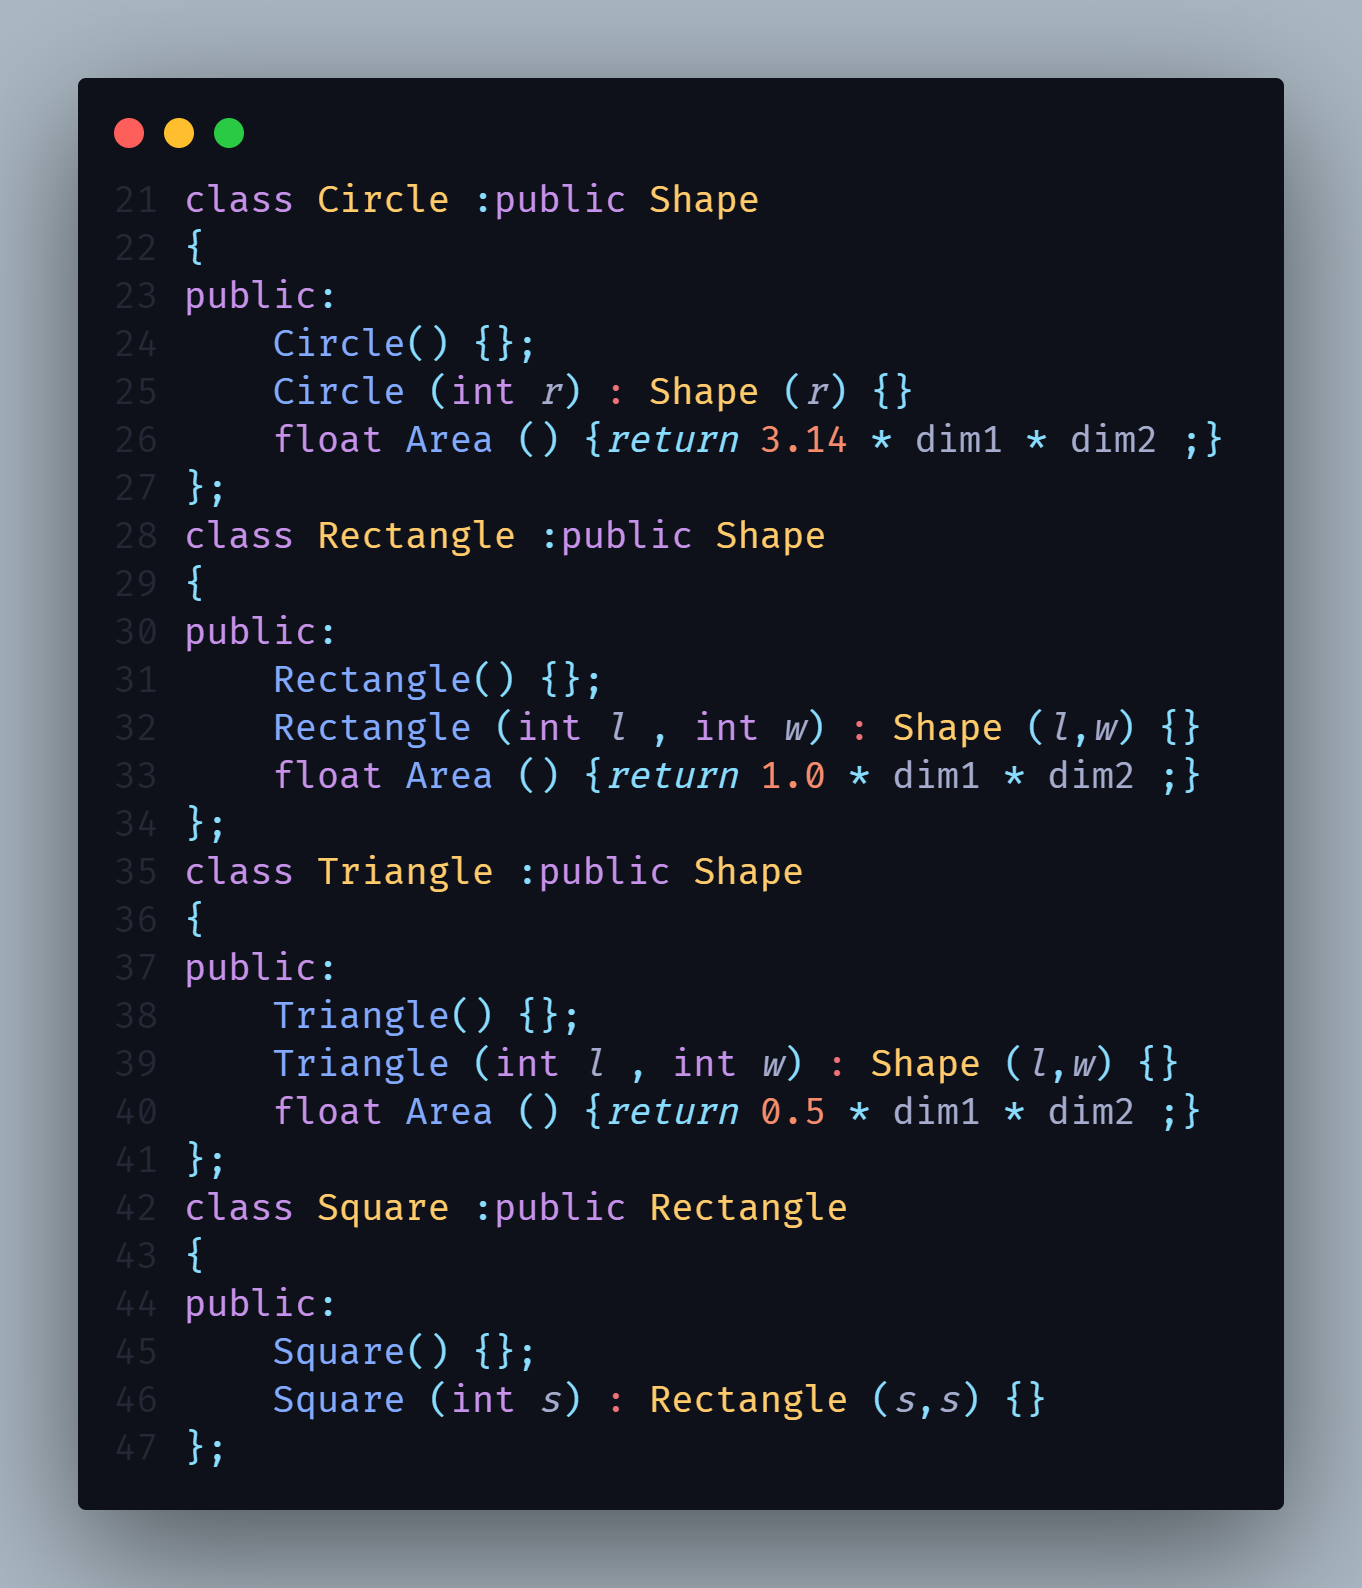 21 class Circle :public Shape
22 {
23 public:
24     Circle() {};
25     Circle (int r) : Shape (r) {}
26     float Area () {return 3.14 * dim1 * dim2 ;}
27 };
28 class Rectangle :public Shape
29 {
30 public:
31     Rectangle() {};
32     Rectangle (int l , int w) : Shape (l,w) {}
33     float Area () {return 1.0 * dim1 * dim2 ;}
34 };
35 class Triangle :public Shape
36 {
37 public:
38     Triangle() {};
39     Triangle (int l , int w) : Shape (l,w) {}
40     float Area () {return 0.5 * dim1 * dim2 ;}
41 };
42 class Square :public Rectangle
43 {
44 public:
45     Square() {};
46     Square (int s) : Rectangle (s,s) {}
47 };